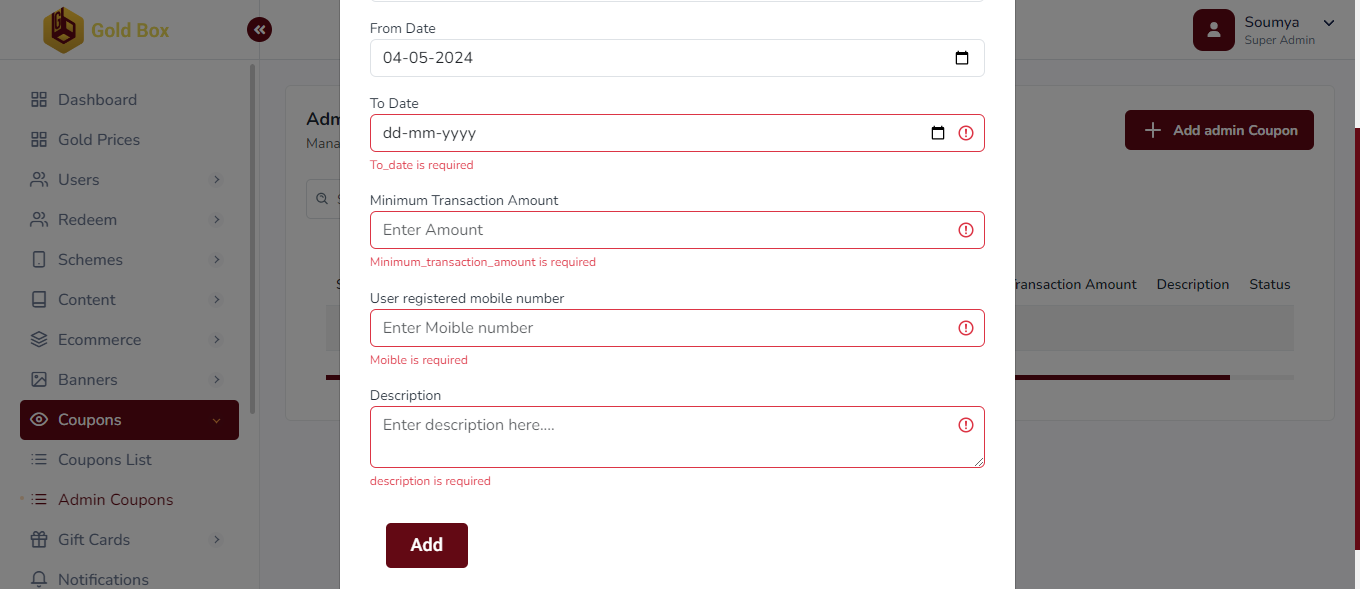 Gold Box
Soumya
Super Admin
Dashboard
Gold Prices
Users
Redeem
Schemes
Content
Ecommerce
Banners
Coupons
Coupons List
Admin Coupons
Gift Cards
Notifications
Add admin Coupon
Transaction Amount Description Status
From Date
04-05-2024
To Date
dd-mm-yyyy
To_date is required
Minimum Transaction Amount
Enter Amount
Minimum_transaction_amount is required
User registered mobile number
Enter Moible number
Moible is required
Description
Enter description here....
description is required
Add